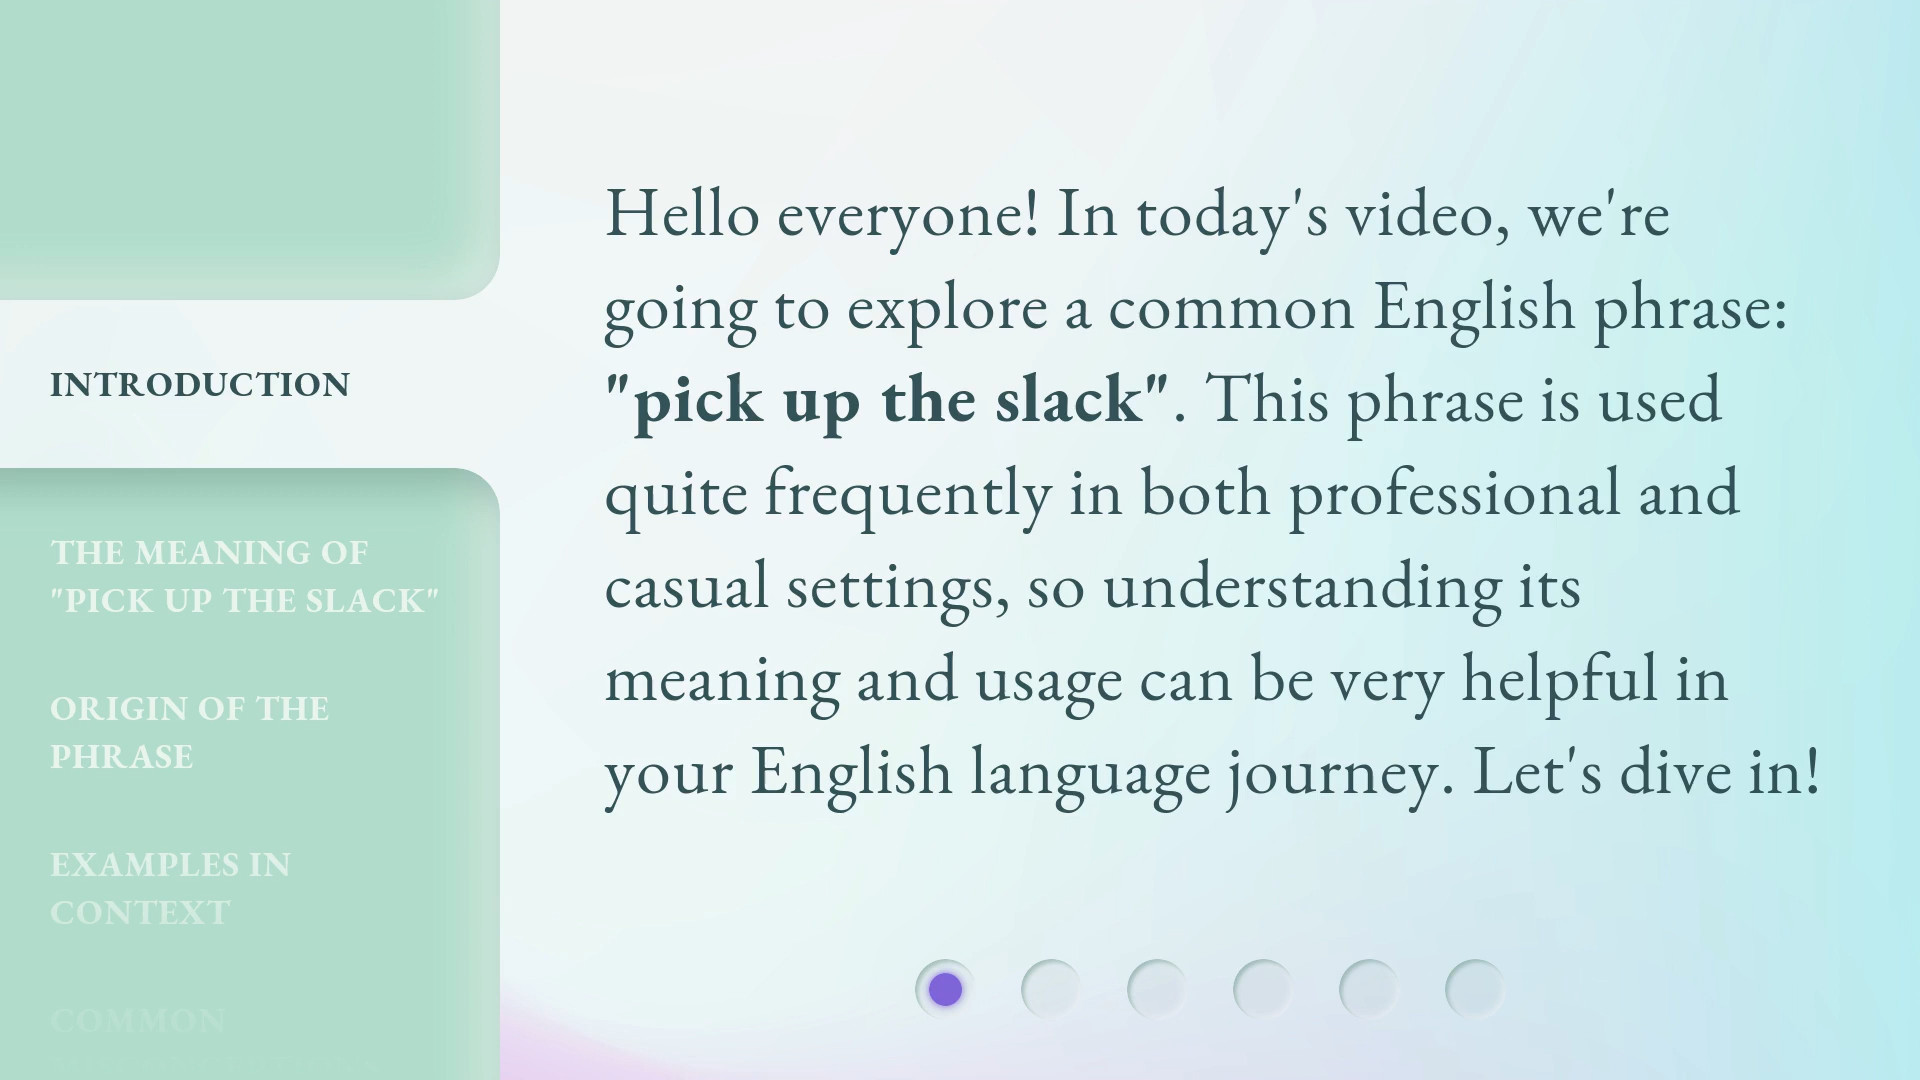 INTRODUCTION
THE MEANING OF
"PICK UP THE SLACK"
ORIGIN OF THE
PHRASE
EXAMPLES IN
CONTEXT
COMMON
Hello everyone! In today's video, we're
going to explore a common English phrase:
"pick up the slack". This phrase is used
quite frequently in both professional and
casual settings, so understanding its
meaning and usage can be very helpful in
your English language journey. Let's dive in!